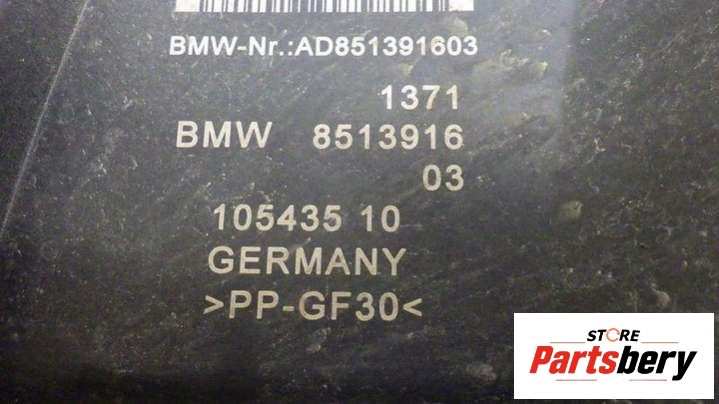 BMW-Nr.:AD851391603
1371
BMW 8513916
03
105435 10
GERMANY
>PP-GF30<
STORE
Partsbery